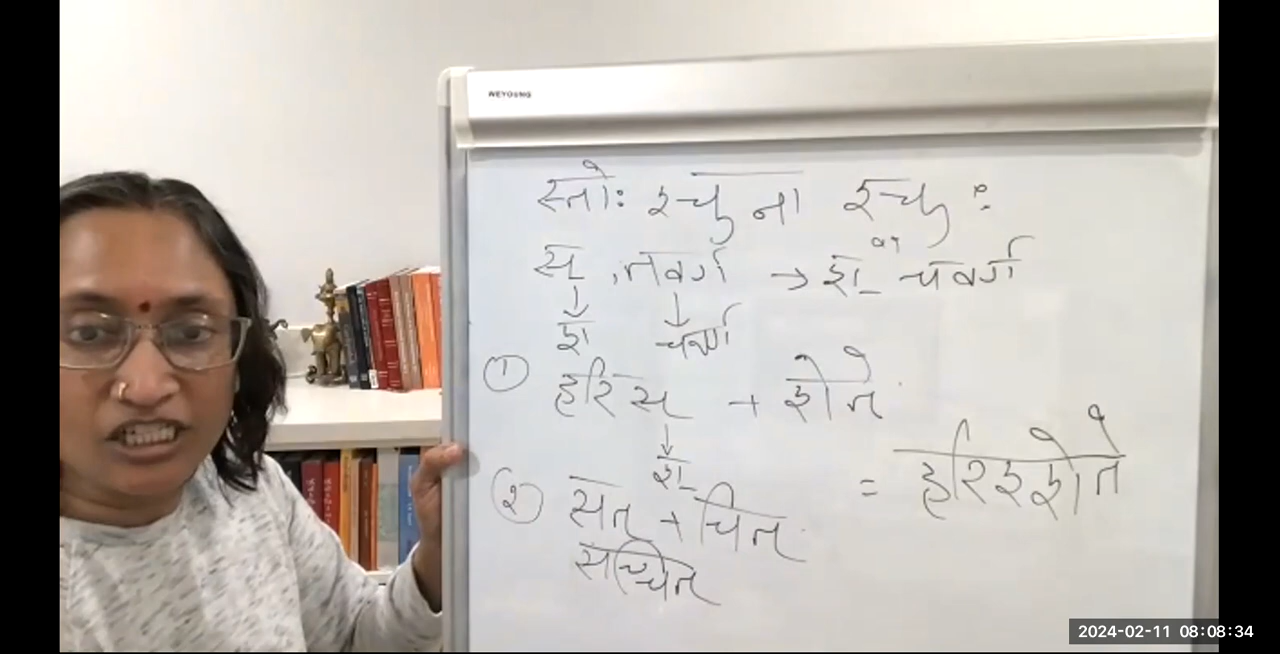 WEYOUNG
स्तोः श्चुना श्चुः
स् , तवर्ग → श् चवर्ग
↓ ↓
श चवर्ग
① हरिस् + शेते
↓
श्
= हरिश्शेते
② सत् + चित्
सच्चित्
2024-02-11 08:08:34